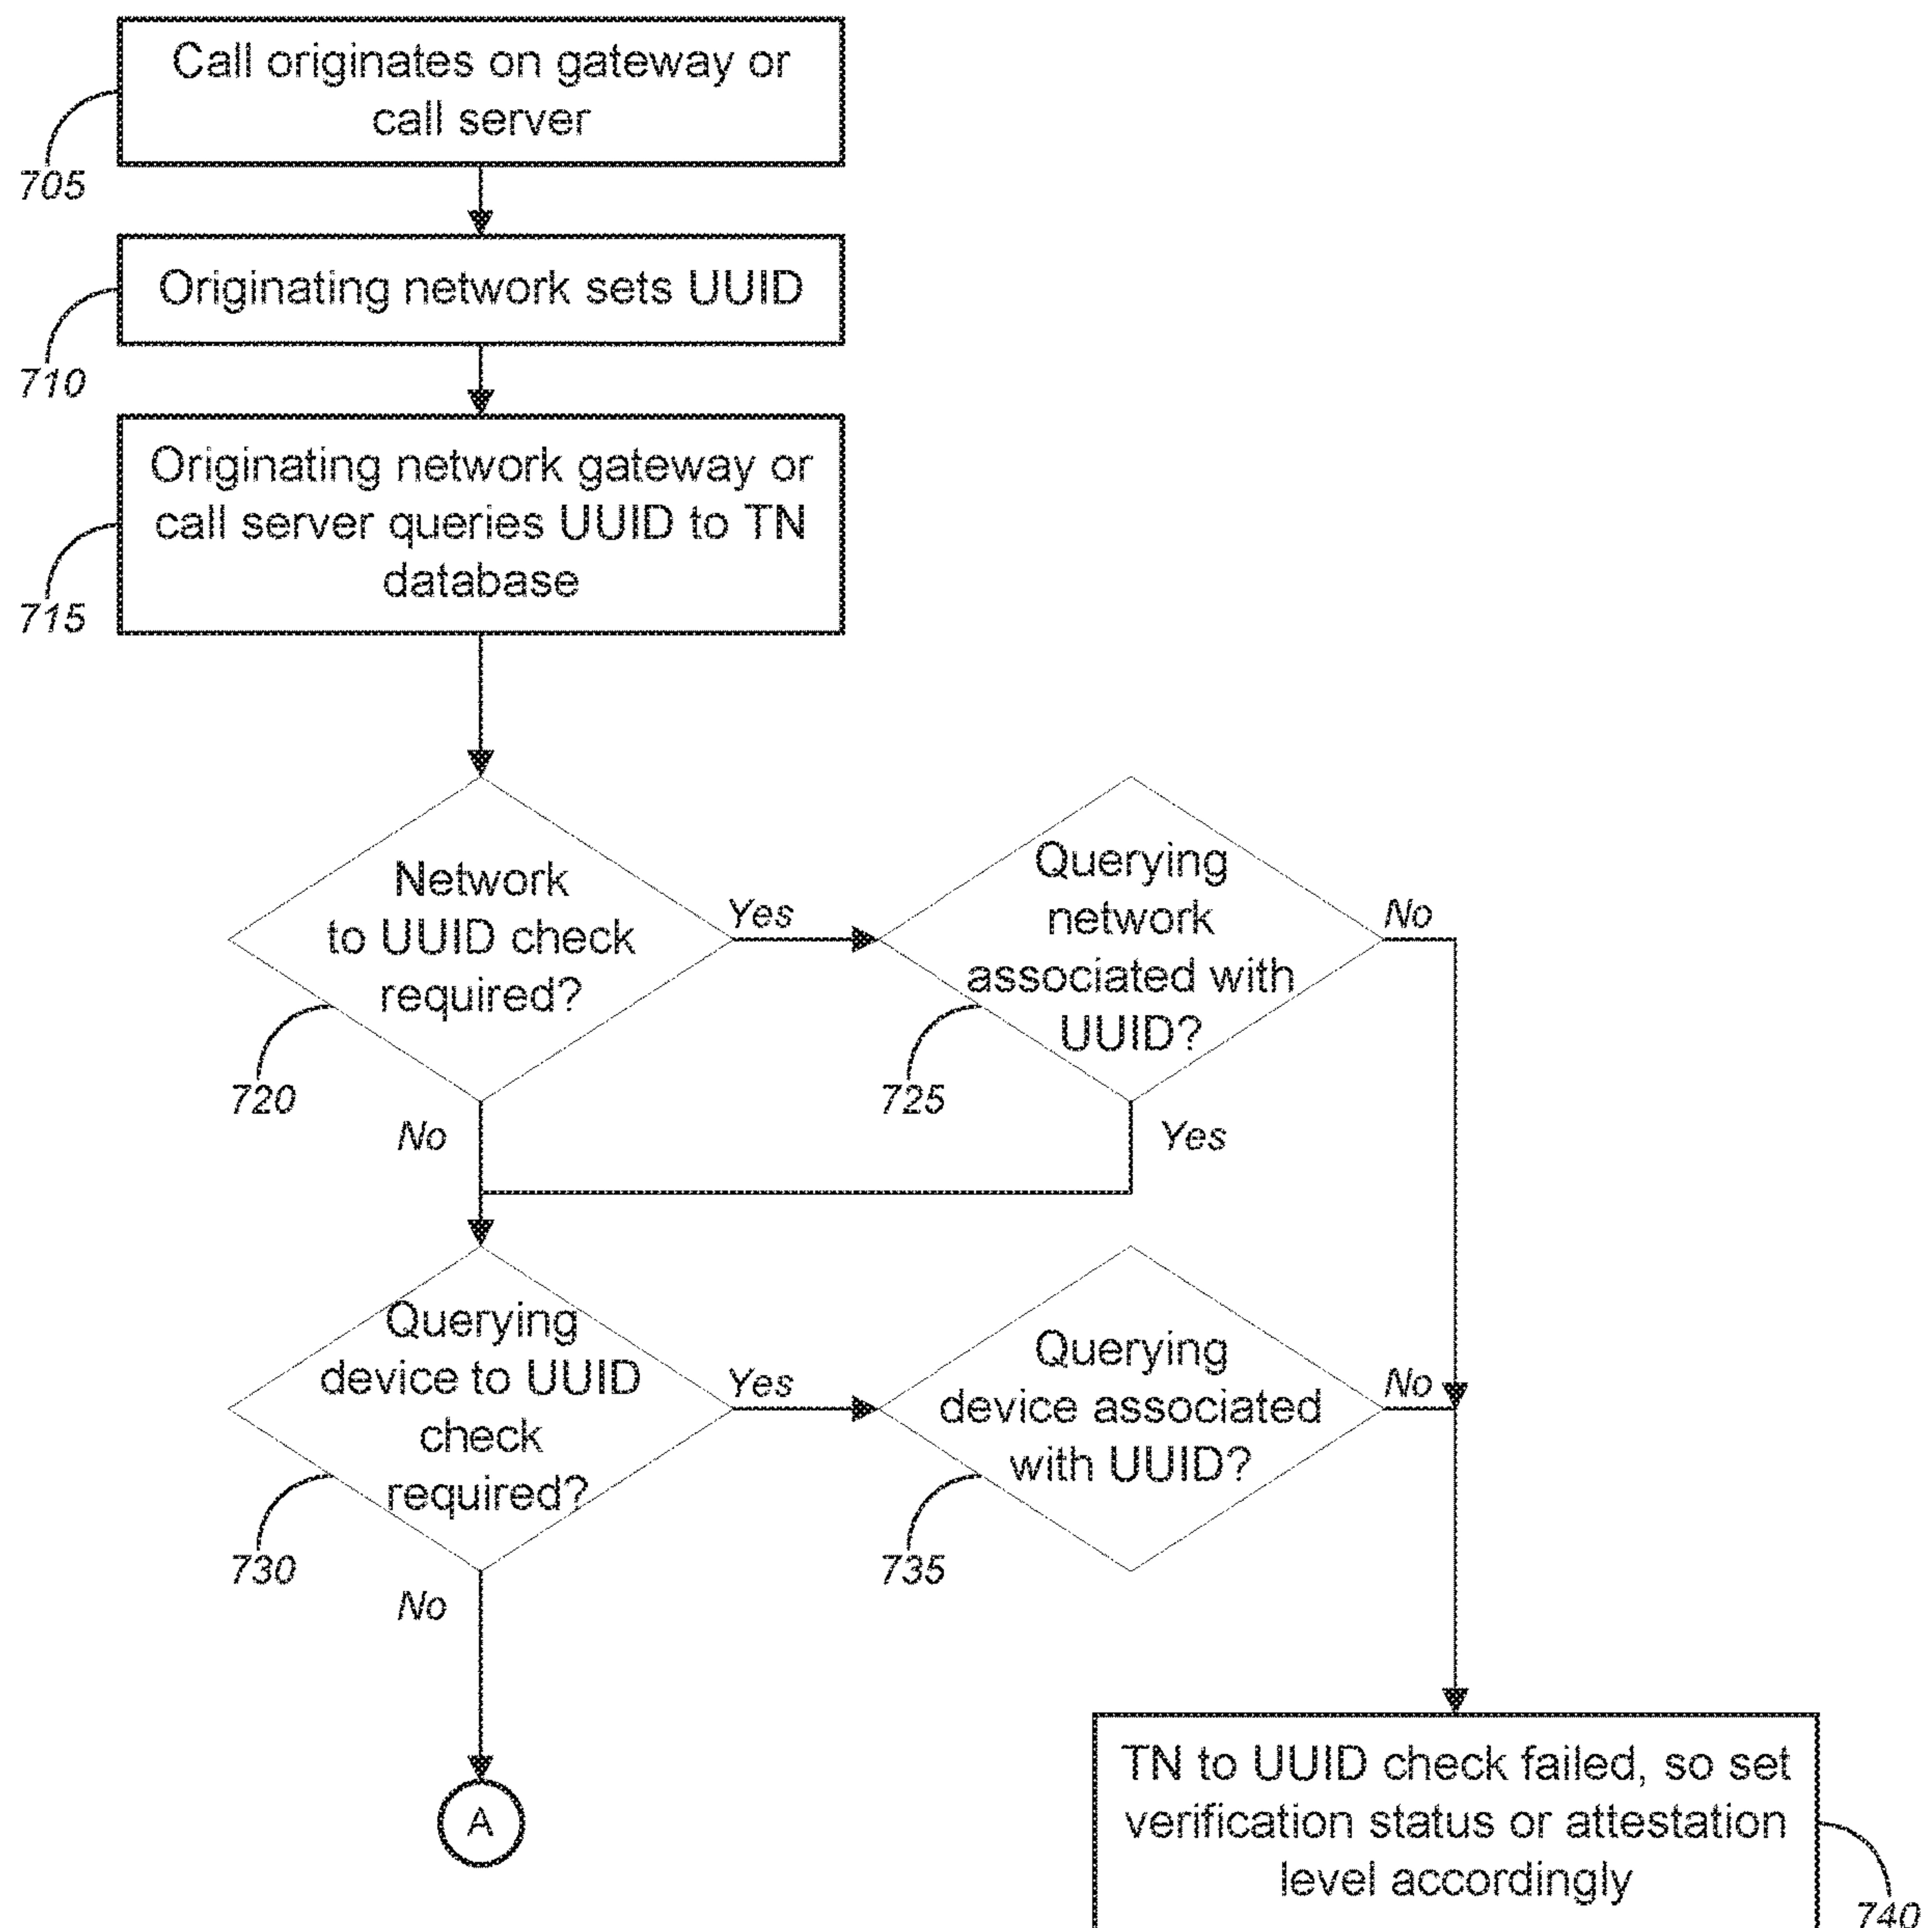 Call originates on gateway or
call server
705
Originating network sets UUID
710
Originating network gateway or
call server queries UUID to TN
database
715
Network
to UUID check
required?
720
Yes
No
Querying
network
associated with
UUID?
725
No
Yes
Querying
device to UUID
check
required?
730
Yes
No
Querying
device associated
with UUID?
735
No
A
TN to UUID check failed, so set
verification status or attestation
level accordingly
740